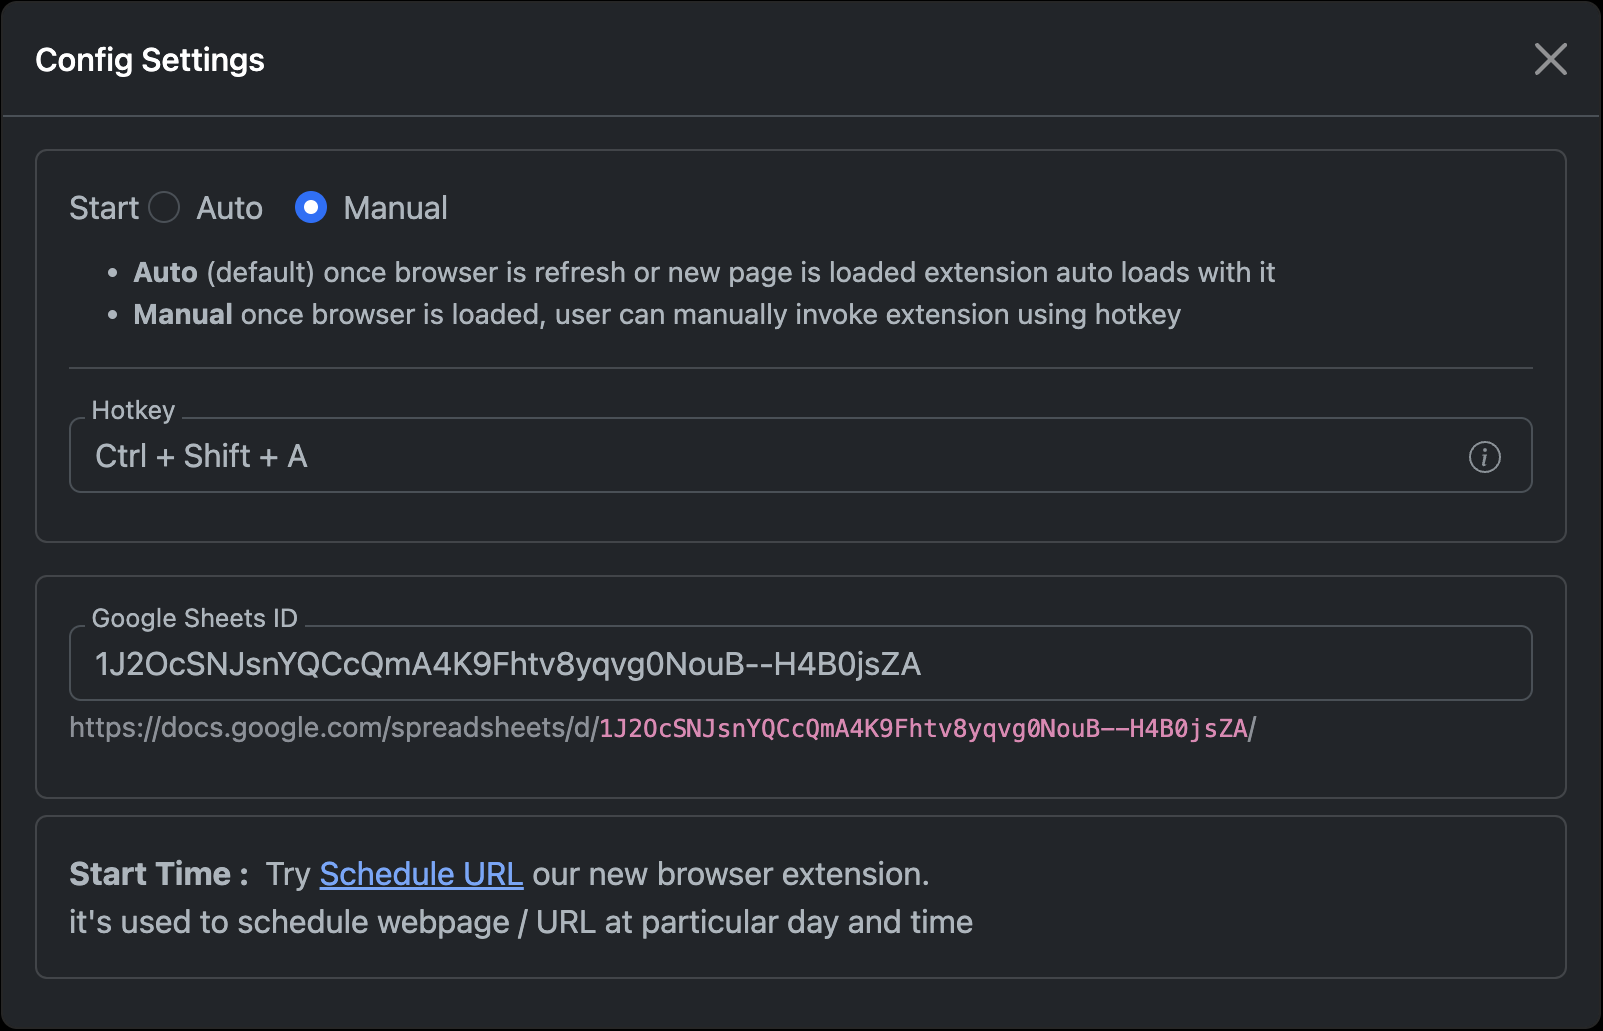 Config Settings
Start Auto Manual
• Auto (default) once browser is refresh or new page is loaded extension auto loads with it
• Manual once browser is loaded, user can manually invoke extension using hotkey
Hotkey
Ctrl + Shift + A
Google Sheets ID
1J2OcSNJsnYQCcQmA4K9Fhtv8yqvg0NouB--H4B0jsZA
https://docs.google.com/spreadsheets/d/1J2OcSNJsnYQCcQmA4K9Fhtv8yqvg0NouB--H4B0jsZA/
Start Time : Try Schedule URL our new browser extension.
it's used to schedule webpage / URL at particular day and time